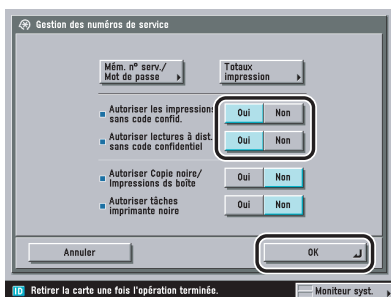 Gestion des numéros de service
Mém. nº serv./
Mot de passe
Totaux
impression
Autoriser les impressions
sans code confid.
Oui Non
Autoriser lectures à dist.
sans code confidentiel
Oui Non
Autoriser Copie noire/
Impressions ds boîte
Oui Non
Autoriser tâches
imprimante noire
Oui Non
Annuler
OK
ID Retirer la carte une fois l'opération terminée.
Moniteur syst.